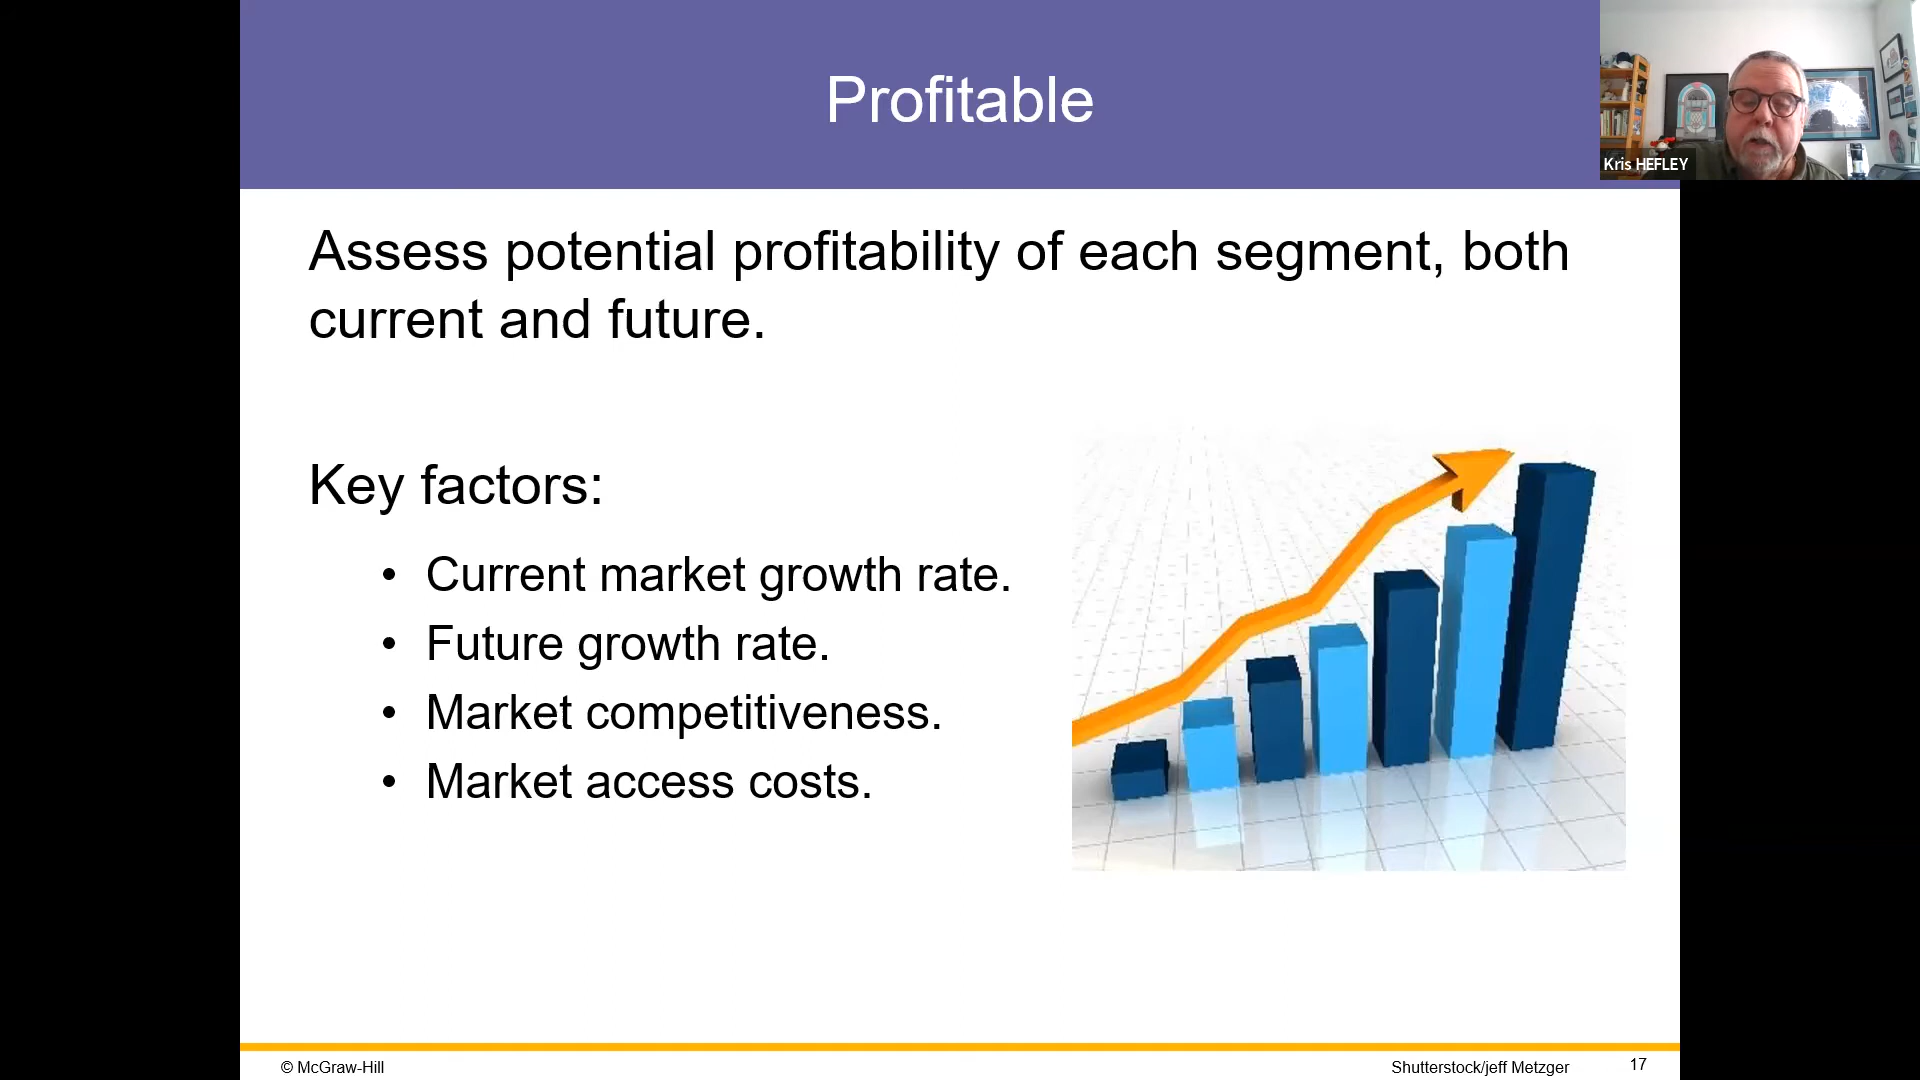 Profitable
Kris HEFLEY
Assess potential profitability of each segment, both
current and future.
Key factors:
• Current market growth rate.
• Future growth rate.
• Market competitiveness.
• Market access costs.
© McGraw-Hill
Shutterstock/jeff Metzger
17